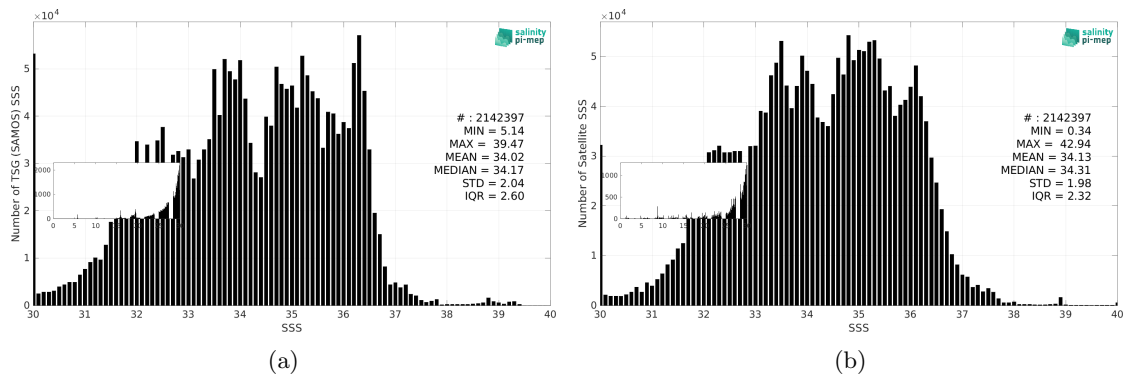 ×10⁴
salinity
pi-mep
Number of TSG (SAMOS) SSS
5
4
3
2
1
0
# : 2142397
MIN = 5.14
MAX = 39.47
MEAN = 34.02
MEDIAN = 34.17
STD = 2.04
IQR = 2.60
2000
1000
0
0 5 10 15 20 25
30 31 32 33 34 35 36 37 38 39 40
SSS
(a)
×10⁴
salinity
pi-mep
Number of Satellite SSS
5
4
3
2
1
0
# : 2142397
MIN = 0.34
MAX = 42.94
MEAN = 34.13
MEDIAN = 34.31
STD = 1.98
IQR = 2.32
1000
500
0
0 5 10 15 20 25
30 31 32 33 34 35 36 37 38 39 40
SSS
(b)